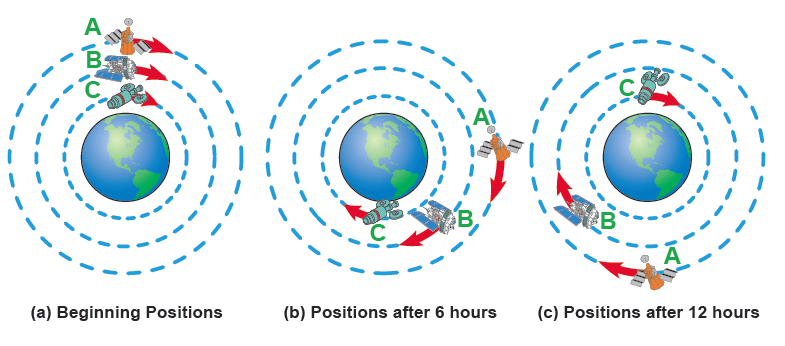 A
B
C
(a) Beginning Positions
A
B
C
(b) Positions after 6 hours
C
B
A
(c) Positions after 12 hours